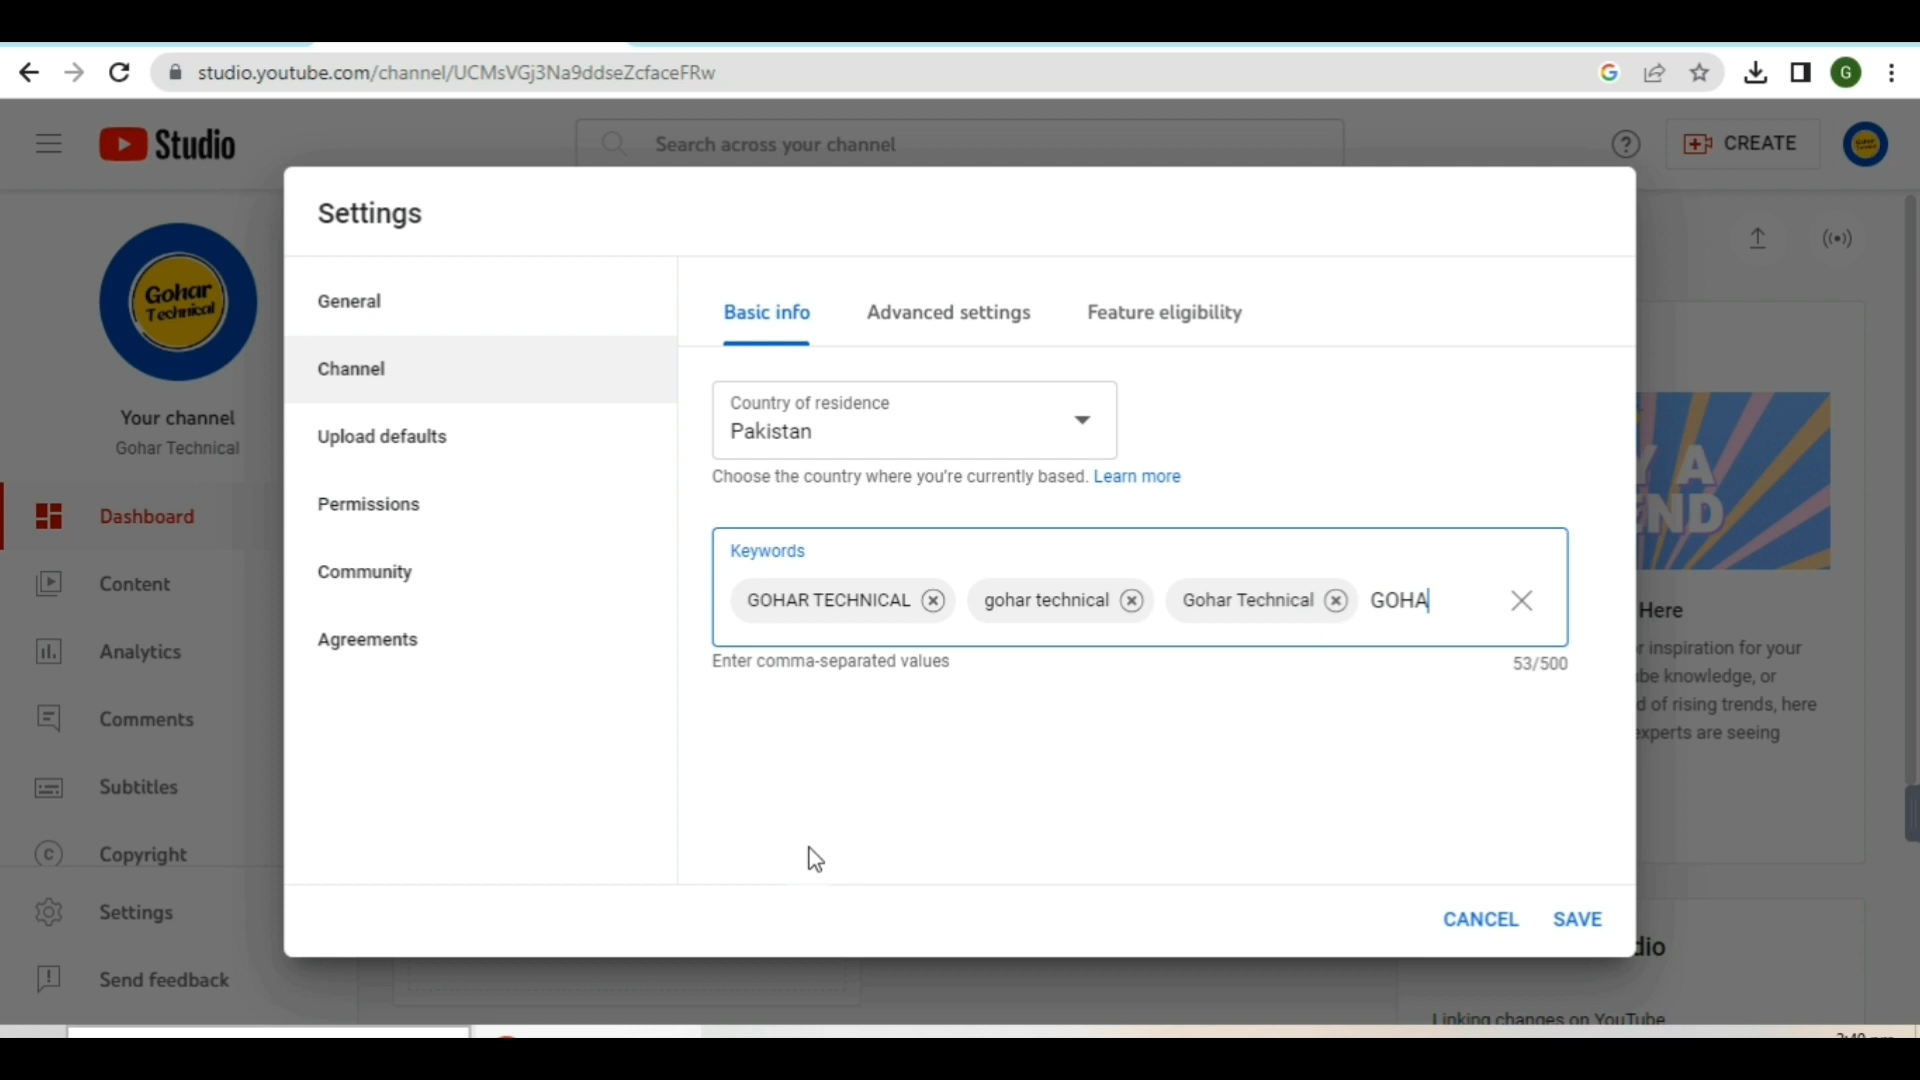 studio.youtube.com/channel/UCMsVGj3Na9ddseZcfaceFRw
G
Studio
Search across your channel
CREATE
Settings
Gohar
Technical
Your channel
Gohar Technical
Dashboard
Content
Analytics
Comments
Subtitles
Copyright
Settings
Send feedback
General
Channel
Upload defaults
Permissions
Community
Agreements
Basic info
Advanced settings
Feature eligibility
Country of residence
Pakistan
Choose the country where you're currently based. Learn more
Keywords
GOHAR TECHNICAL
gohar technical
Gohar Technical
GOHA
Enter comma-separated values
53/500
CANCEL
SAVE
Y A
END
Here
r inspiration for your
be knowledge, or
d of rising trends, here
experts are seeing
dio
Linking changes on YouTube